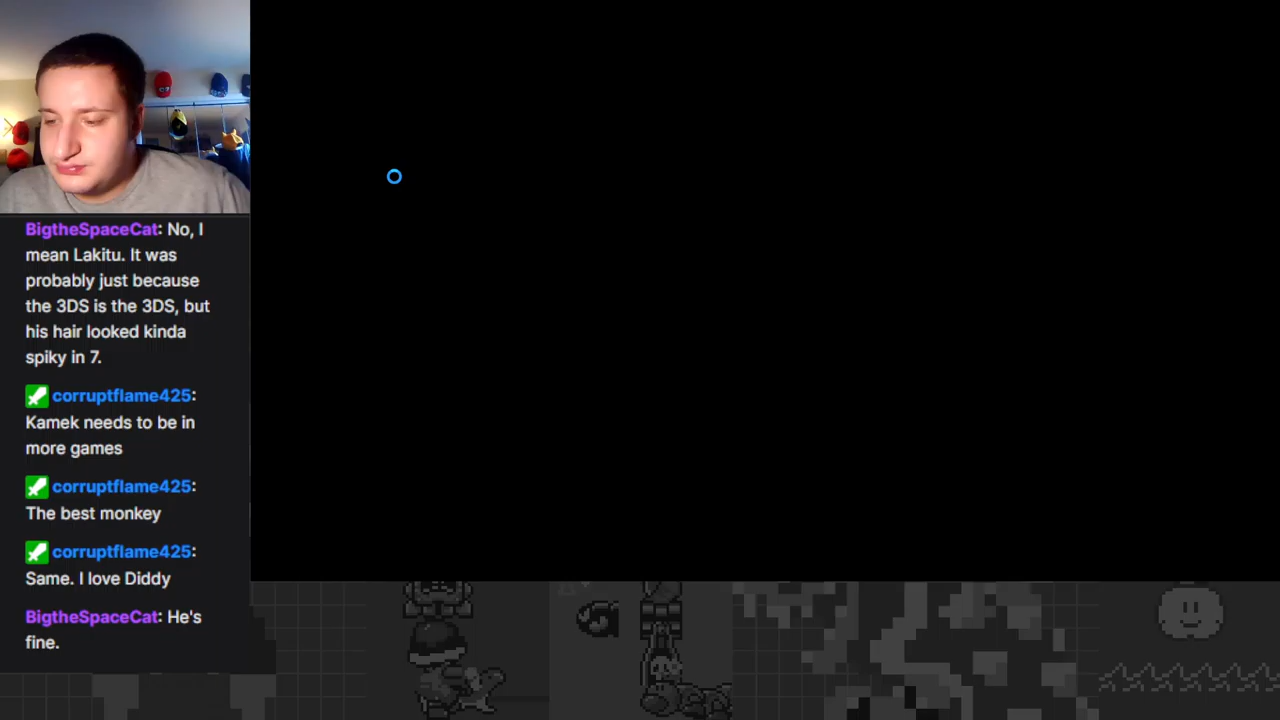 BigtheSpaceCat: No, I
mean Lakitu. It was
probably just because
the 3DS is the 3DS, but
his hair looked kinda
spiky in 7.
corruptflame425:
Kamek needs to be in
more games
corruptflame425:
The best monkey
corruptflame425:
Same. I love Diddy
BigtheSpaceCat: He's
fine.